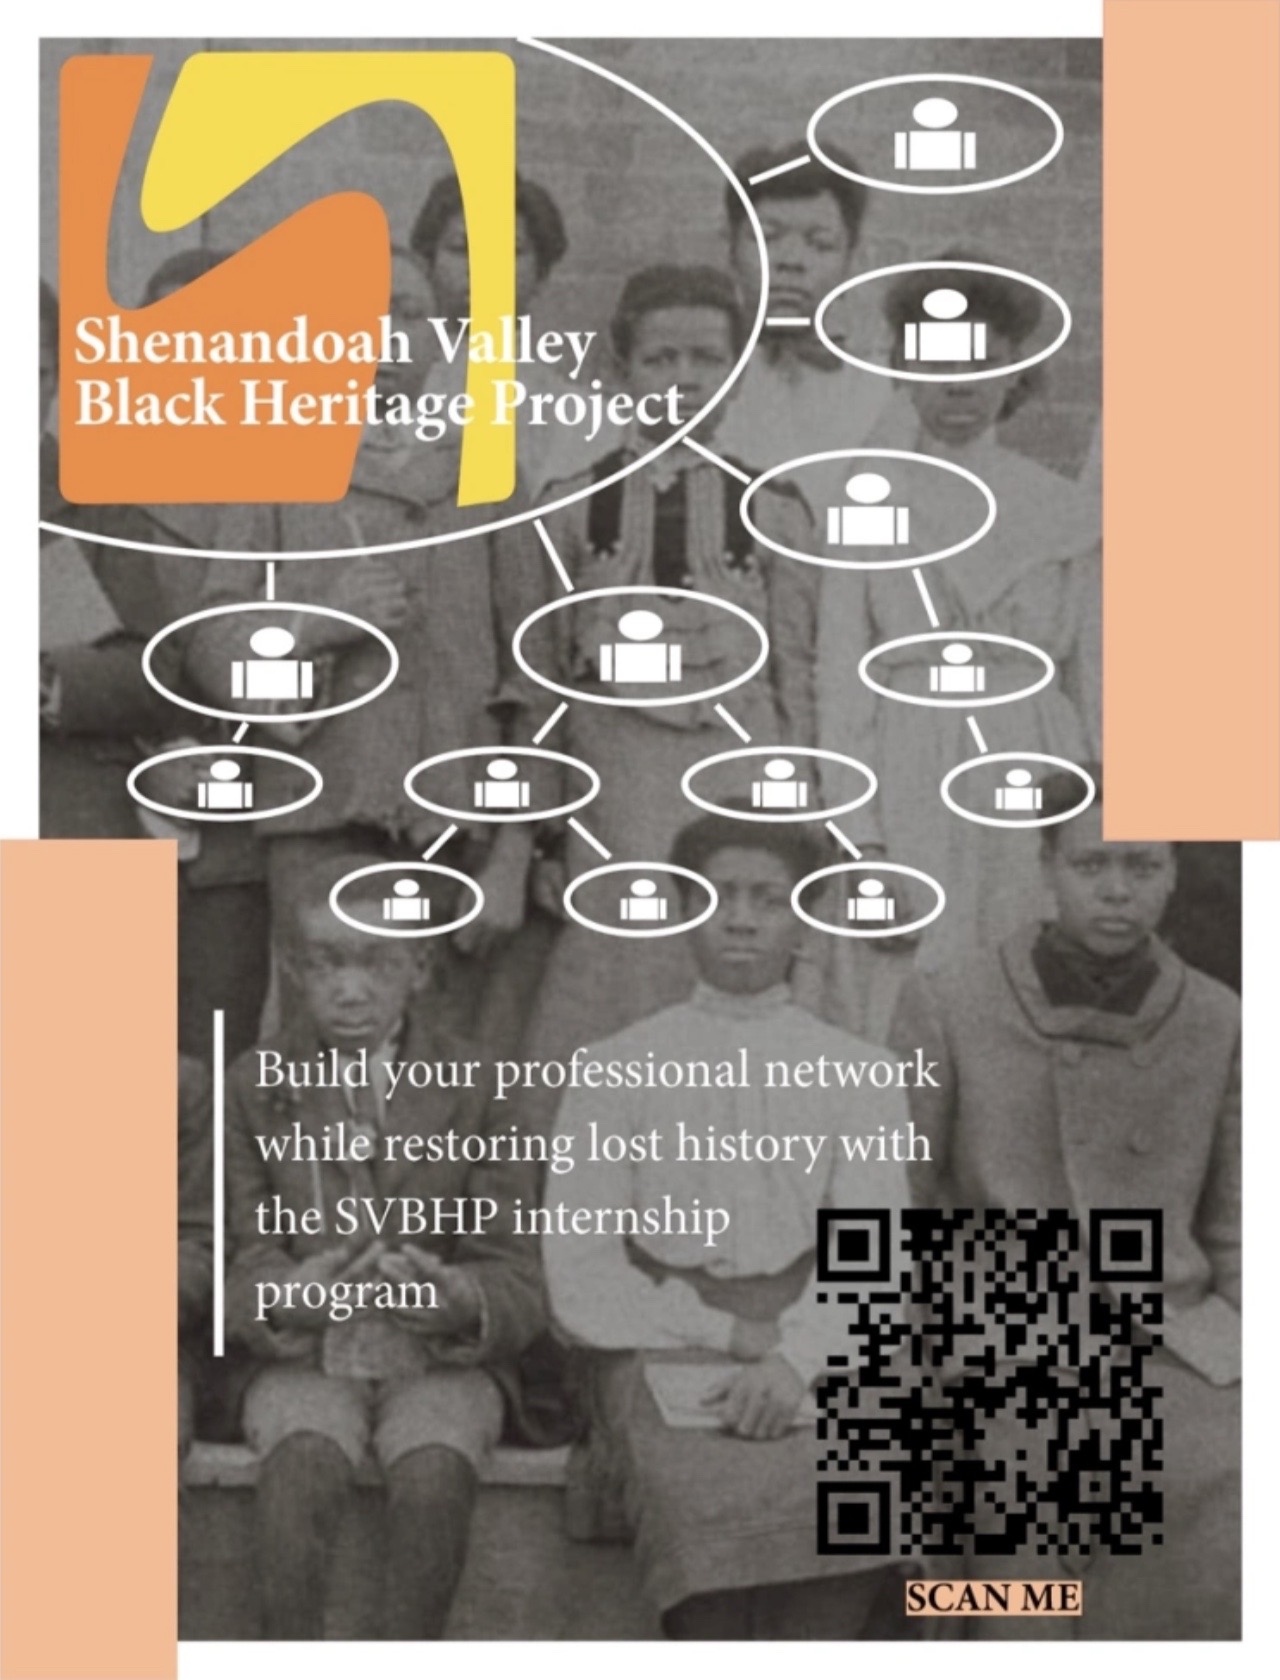 Shenandoah Valley
Black Heritage Project
Build your professional network
while restoring lost history with
the SVBHP internship
program
SCAN ME